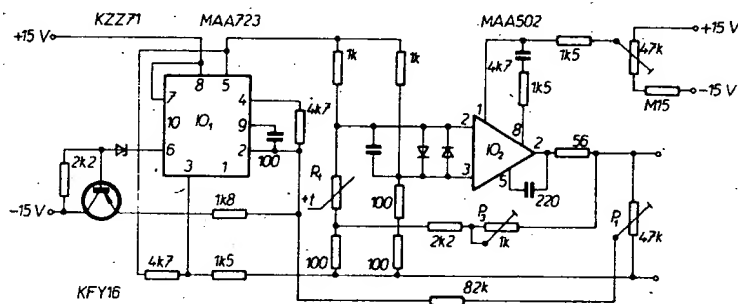 KZZ71 MAA723 MAA502
+15 V +15 V
8 5 1k 1k 4k7 1k5 47k
7 4 1 1k5 M15 -15 V
10 IO₁ 9 4k7 2 8
6 2 100 IO₂ 2 56
2k2 3 1 3 5 220
R₁ 100 P₃ P₁
-15 V 1k8 +t 2k2 1k 47k
4k7 1k5 100 100
KFY16 82k